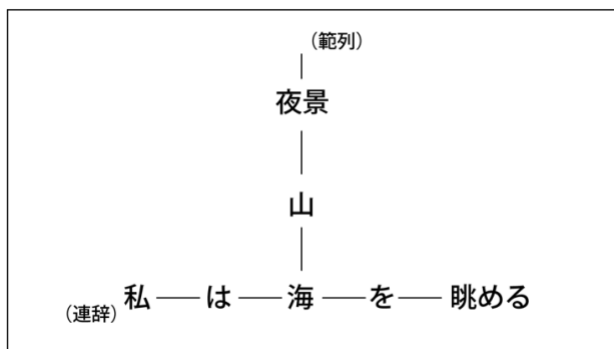 （範列）
夜景
山
私 は 海 を 眺める
（連辞）